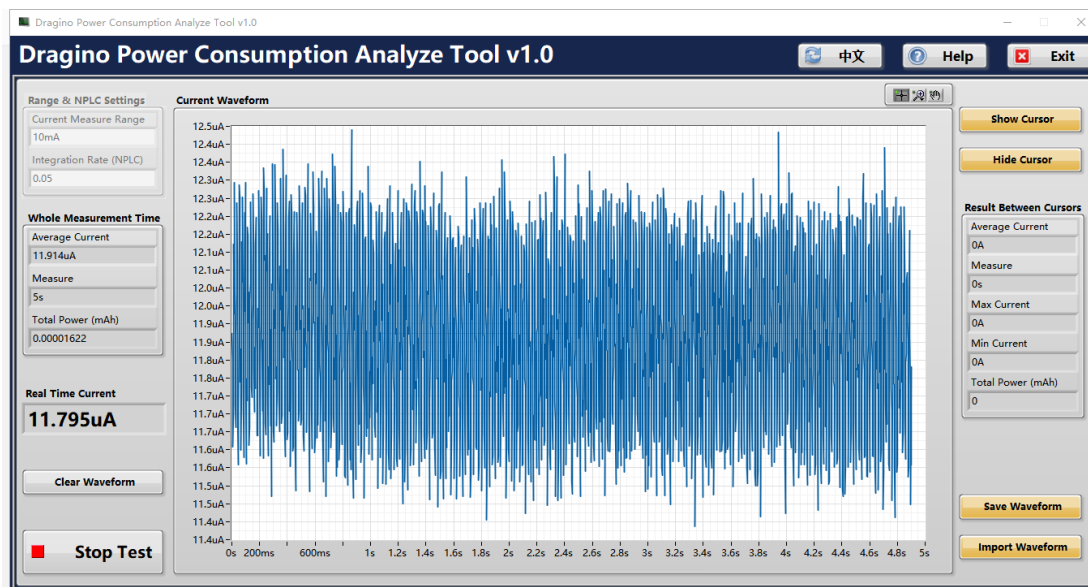 Dragino Power Consumption Analyze Tool v1.0
Dragino Power Consumption Analyze Tool v1.0
中文
Help
Exit
Range & NPLC Settings
Current Measure Range
10mA
Integration Rate (NPLC)
0.05
Whole Measurement Time
Average Current
11.914uA
Measure
5s
Total Power (mAh)
0.00001622
Real Time Current
11.795uA
Clear Waveform
Stop Test
Current Waveform
12.5uA
12.4uA
12.4uA
12.3uA
12.3uA
12.2uA
12.2uA
12.1uA
12.1uA
12.0uA
12.0uA
11.9uA
11.9uA
11.8uA
11.8uA
11.7uA
11.7uA
11.6uA
11.6uA
11.5uA
11.5uA
11.4uA
11.4uA
0s 200ms 600ms 1s 1.2s 1.4s 1.6s 1.8s 2s 2.2s 2.4s 2.6s 2.8s 3s 3.2s 3.4s 3.6s 3.8s 4s 4.2s 4.4s 4.6s 4.8s 5s
Show Cursor
Hide Cursor
Result Between Cursors
Average Current
0A
Measure
0s
Max Current
0A
Min Current
0A
Total Power (mAh)
0
Save Waveform
Import Waveform